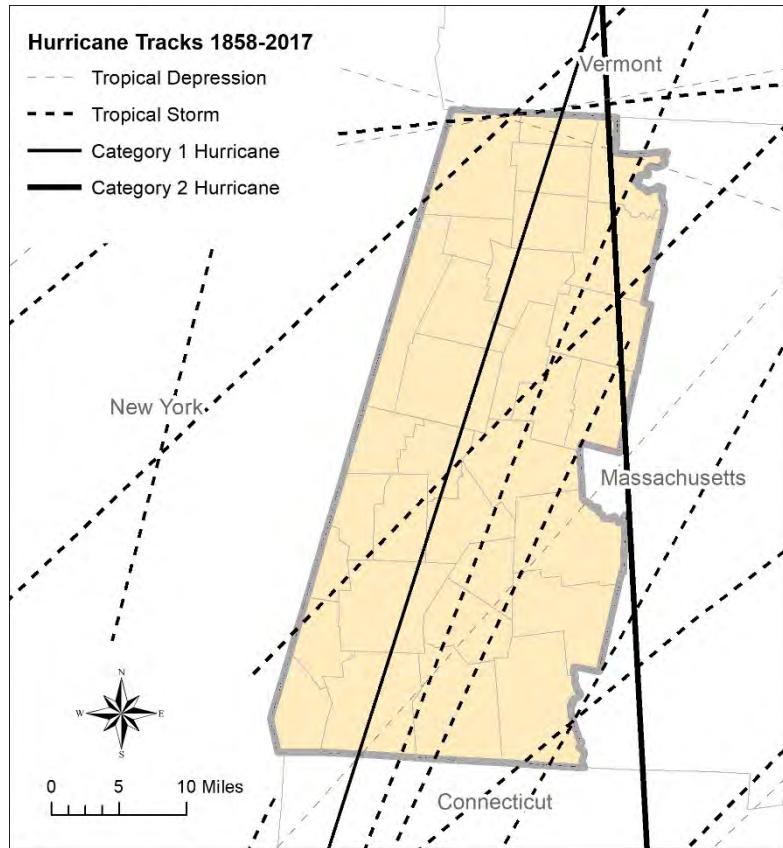 Hurricane Tracks 1858-2017
Tropical Depression
Tropical Storm
Category 1 Hurricane
Category 2 Hurricane
Vermont
New York
Massachusetts
Connecticut
N
W E
S
0 5 10 Miles